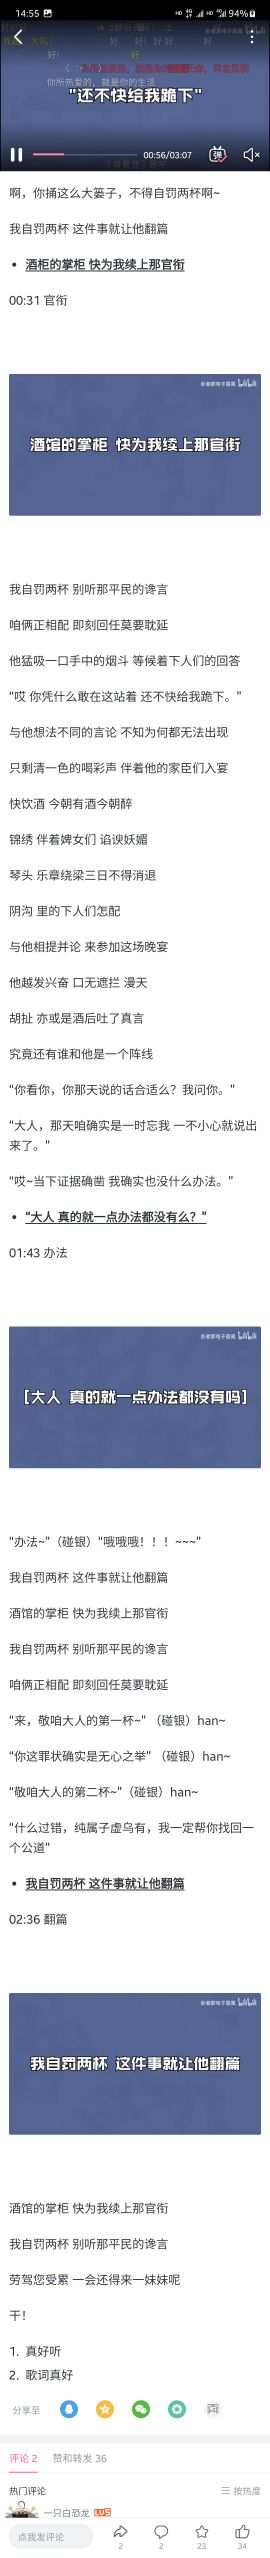 14:55
94%
好! 好 好
好
好!
好
你所热爱的，就是你的生活
"还不快给我跪下"
00:56/03:07
啊，你捅这么大篓子，不得自罚两杯啊~
我自罚两杯 这件事就让他翻篇
• 酒柜的掌柜 快为我续上那官衔
00:31 官衔
酒馆的掌柜 快为我续上那官衔
我自罚两杯 别听那平民的谗言
咱俩正相配 即刻回任莫要耽延
他猛吸一口手中的烟斗 等候着下人们的回答
“哎 你凭什么敢在这站着 还不快给我跪下。”
与他想法不同的言论 不知为何都无法出现
只剩清一色的喝彩声 伴着他的家臣们入宴
快饮酒 今朝有酒今朝醉
锦绣 伴着婢女们 谄谀妖媚
琴头 乐章绕梁三日不得消退
阴沟 里的下人们怎配
与他相提并论 来参加这场晚宴
他越发兴奋 口无遮拦 漫天
胡扯 亦或是酒后吐了真言
究竟还有谁和他是一个阵线
“你看你，你那天说的话合适么？我问你。”
“大人，那天咱确实是一时忘我 一不小心就说出
来了。”
“哎~当下证据确凿 我确实也没什么办法。”
• “大人 真的就一点办法都没有么？”
01:43 办法
[大人 真的就一点办法都没有吗]
“办法~”（碰银）“哦哦哦！！！~~~”
我自罚两杯 这件事就让他翻篇
酒馆的掌柜 快为我续上那官衔
我自罚两杯 别听那平民的谗言
咱俩正相配 即刻回任莫要耽延
“来，敬咱大人的第一杯~” （碰银）han~
“你这罪状确实是无心之举” （碰银）han~
“敬咱大人的第二杯~”（碰银）han~
“什么过错，纯属子虚乌有，我一定帮你找回一
个公道”
• 我自罚两杯 这件事就让他翻篇
02:36 翻篇
我自罚两杯 这件事就让他翻篇
酒馆的掌柜 快为我续上那官衔
我自罚两杯 别听那平民的谗言
劳驾您受累 一会还得来一妹妹呢
干！
1. 真好听
2. 歌词真好
分享至
评论 2 赞和转发 36
热门评论 按热度
一只白恐龙 LV5
点我发评论 2 2 23 34